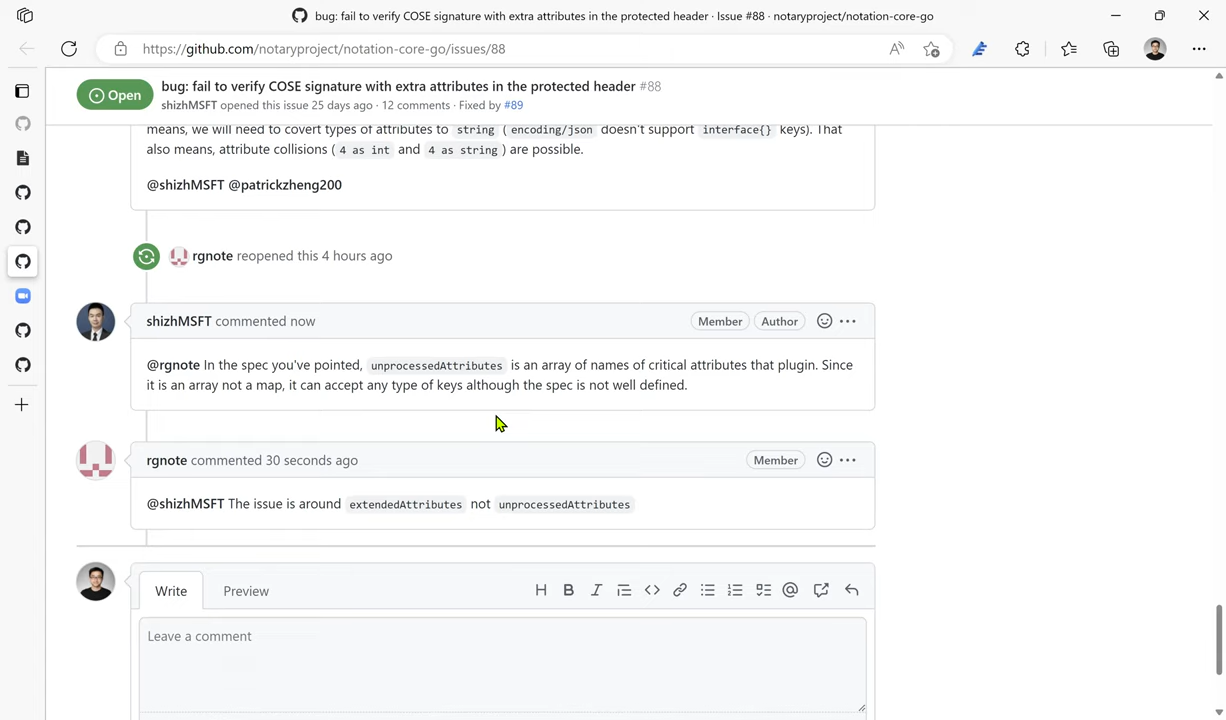 bug: fail to verify COSE signature with extra attributes in the protected header · Issue #88 · notaryproject/notation-core-go
https://github.com/notaryproject/notation-core-go/issues/88
Open
bug: fail to verify COSE signature with extra attributes in the protected header #88
shizhMSFT opened this issue 25 days ago · 12 comments · Fixed by #89
means, we will need to covert types of attributes to string ( encoding/json doesn't support interface{} keys). That
also means, attribute collisions ( 4 as int and 4 as string ) are possible.
@shizhMSFT @patrickzheng200
rgnote reopened this 4 hours ago
shizhMSFT commented now
Member
Author
@rgnote In the spec you've pointed, unprocessedAttributes is an array of names of critical attributes that plugin. Since
it is an array not a map, it can accept any type of keys although the spec is not well defined.
rgnote commented 30 seconds ago
Member
@shizhMSFT The issue is around extendedAttributes not unprocessedAttributes
Write
Preview
Leave a comment